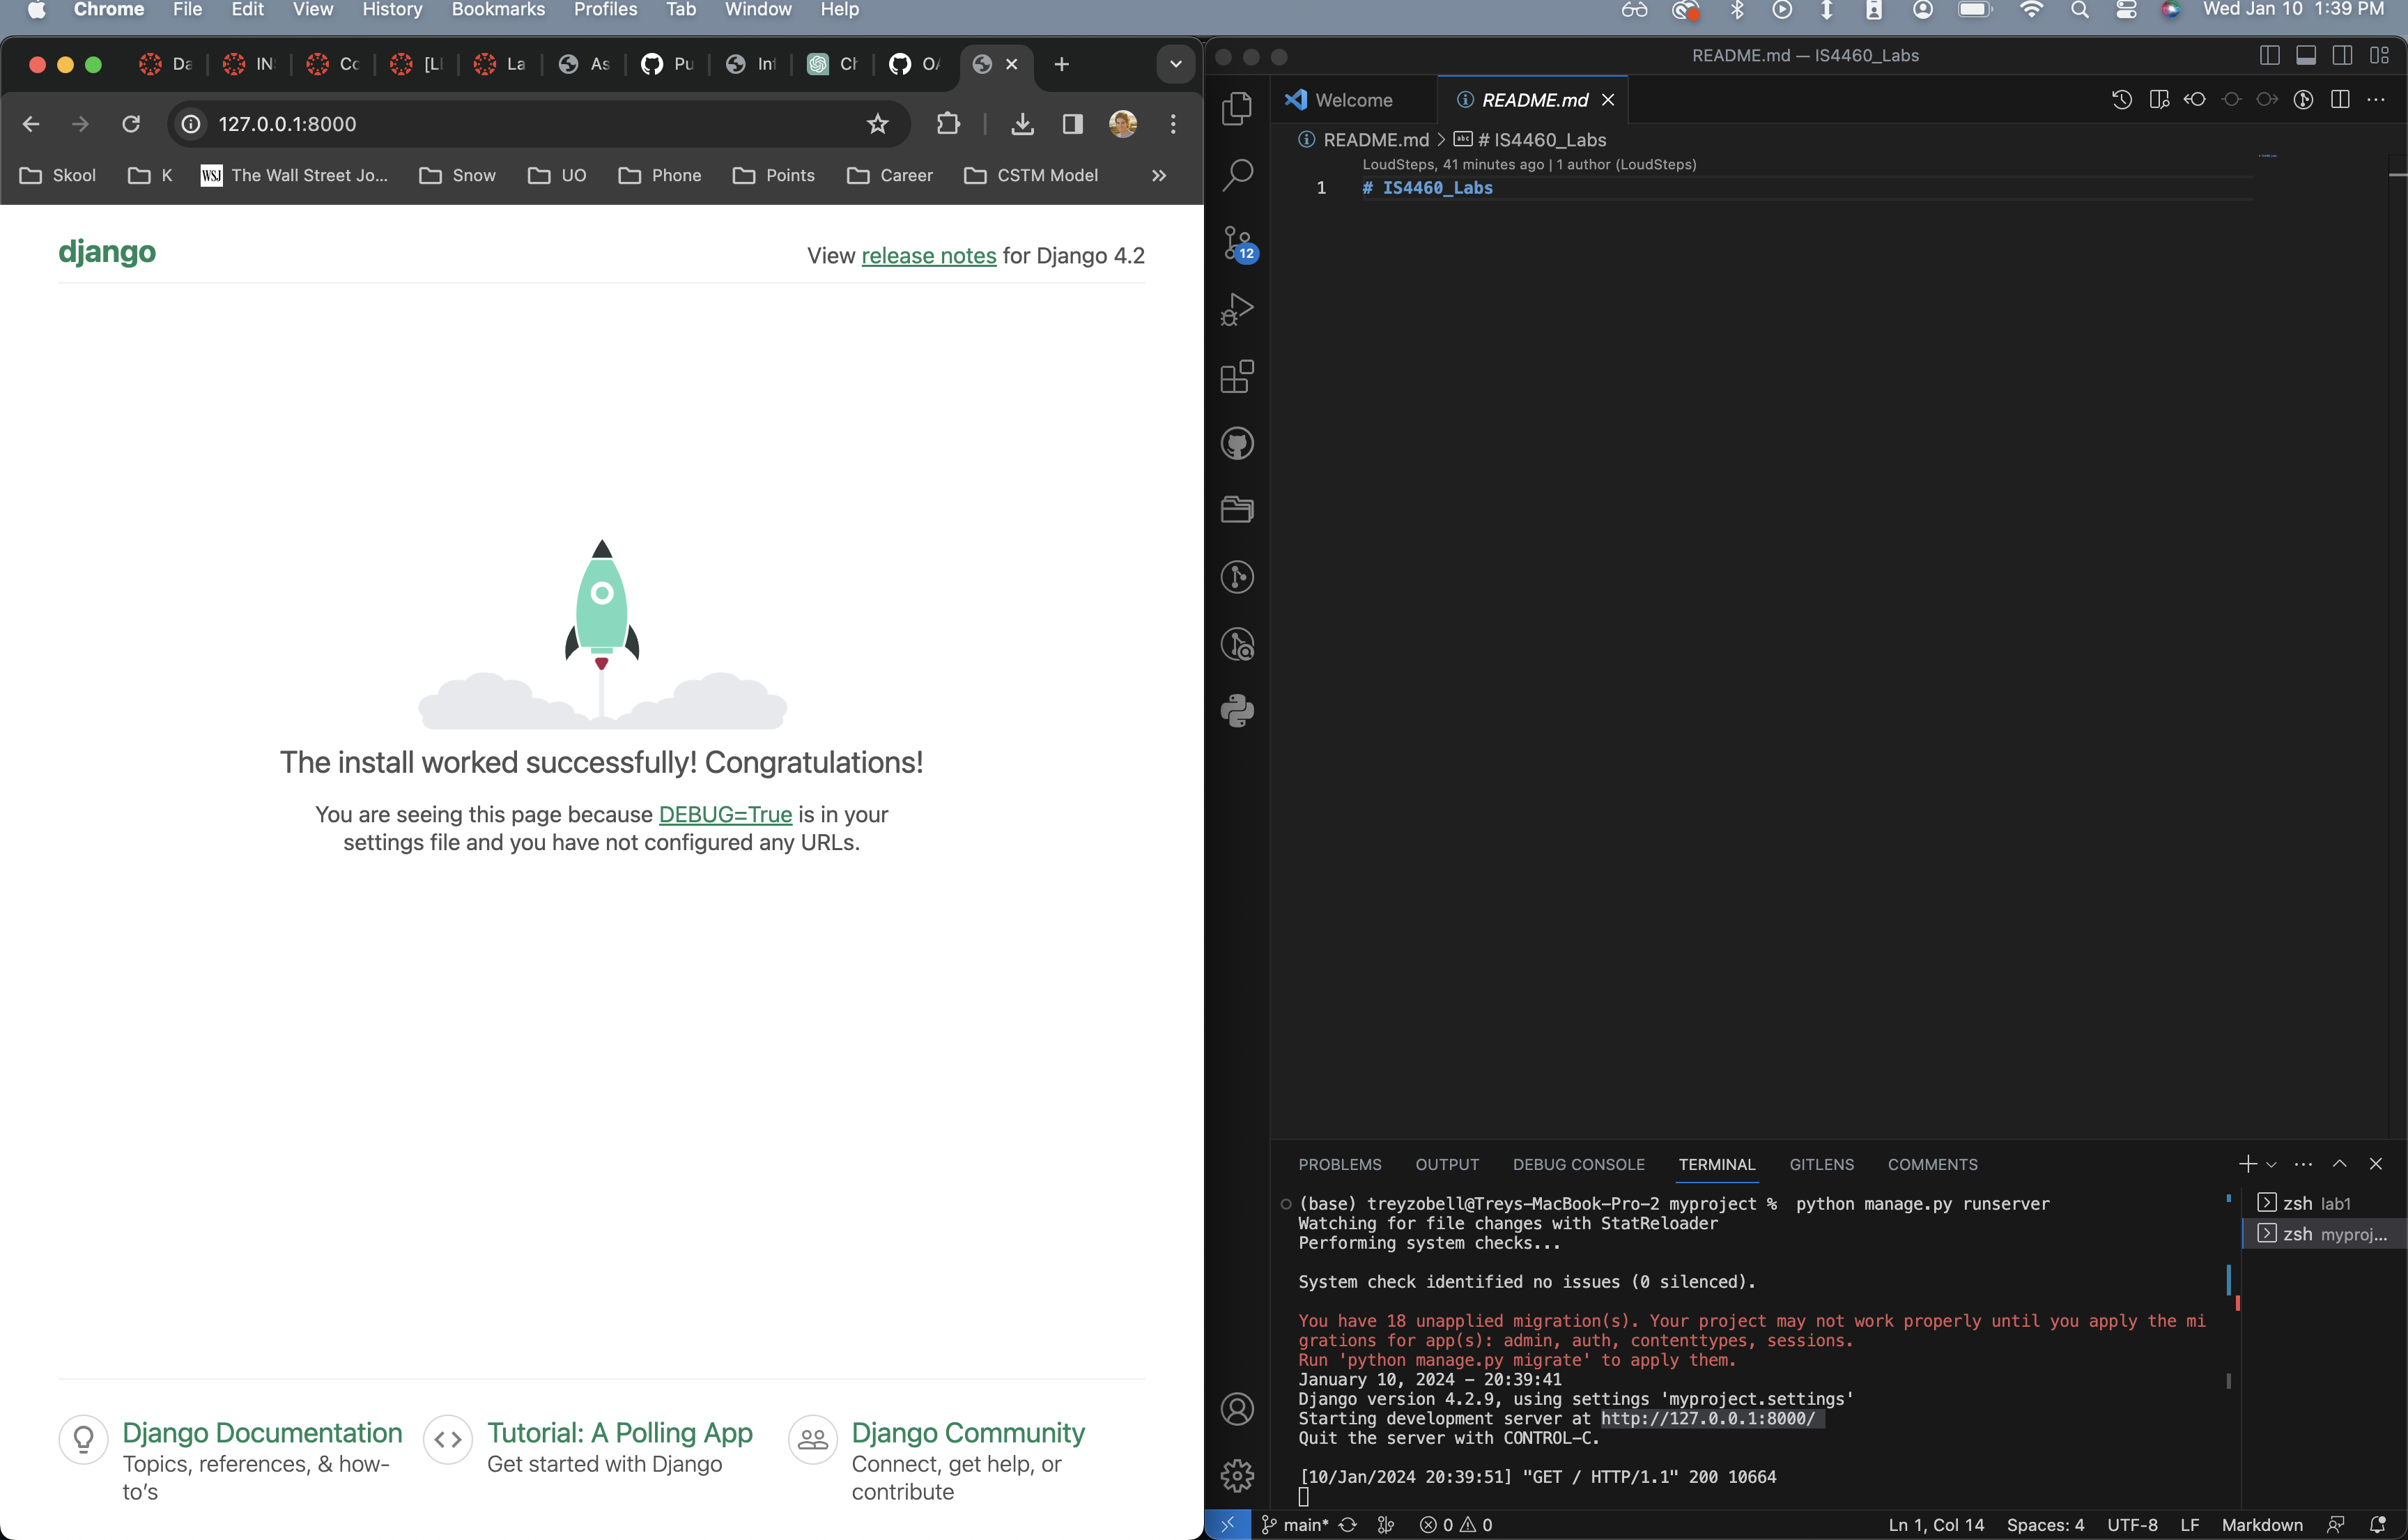 Chrome File Edit View History Bookmarks Profiles Tab Window Help
Wed Jan 10 1:39 PM
Da
IN
Co
[LI
La
As
Pu
Inf
Ch
127.0.0.1:8000
Skool
K
WSJ The Wall Street Jo...
Snow
UO
Phone
Points
Career
CSTM Model
»
django
View release notes for Django 4.2
The install worked successfully! Congratulations!
You are seeing this page because DEBUG=True is in your
settings file and you have not configured any URLs.
Django Documentation
Topics, references, & how-
to's
Tutorial: A Polling App
Get started with Django
Django Community
Connect, get help, or
contribute
README.md — IS4460_Labs
Welcome
README.md
README.md > abc # IS4460_Labs
LoudSteps, 41 minutes ago | 1 author (LoudSteps)
1 # IS4460_Labs
12
PROBLEMS OUTPUT DEBUG CONSOLE TERMINAL GITLENS COMMENTS
(base) treyzobell@Treys-MacBook-Pro-2 myproject % python manage.py runserver
Watching for file changes with StatReloader
Performing system checks...
System check identified no issues (0 silenced).
You have 18 unapplied migration(s). Your project may not work properly until you apply the mi
grations for app(s): admin, auth, contenttypes, sessions.
Run 'python manage.py migrate' to apply them.
January 10, 2024 - 20:39:41
Django version 4.2.9, using settings 'myproject.settings'
Starting development server at http://127.0.0.1:8000/
Quit the server with CONTROL-C.
[10/Jan/2024 20:39:51] "GET / HTTP/1.1" 200 10664
zsh lab1
zsh myproj...
main* 0 0
Ln 1, Col 14 Spaces: 4 UTF-8 LF Markdown